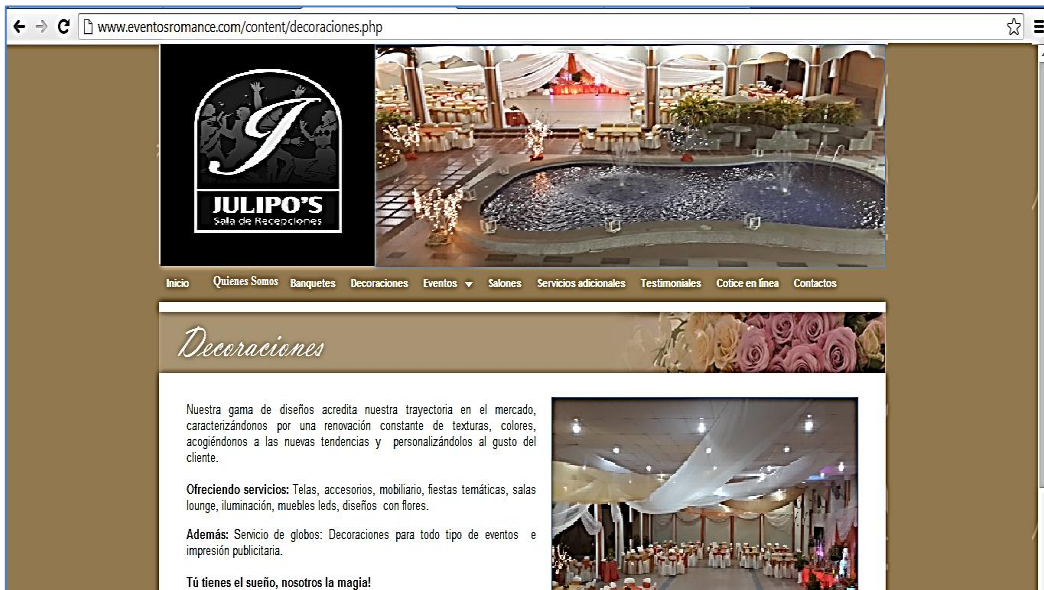 www.eventosromance.com/content/decoraciones.php
J
JULIPO'S
Sala de Recepciones
Inicio Quienes Somos Banquetes Decoraciones Eventos Salones Servicios adicionales Testimoniales Cotice en línea Contactos
Decoraciones
Nuestra gama de diseños acredita nuestra trayectoria en el mercado,
caracterizándonos por una renovación constante de texturas, colores,
acogiéndonos a las nuevas tendencias y personalizándolos al gusto del
cliente.
Ofreciendo servicios: Telas, accesorios, mobiliario, fiestas temáticas, salas
lounge, iluminación, muebles leds, diseños con flores.
Además: Servicio de globos: Decoraciones para todo tipo de eventos e
impresión publicitaria.
Tú tienes el sueño, nosotros la magia!